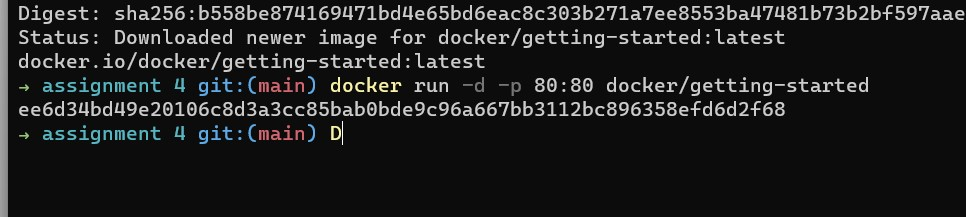 Digest: sha256:b558be874169471bd4e65bd6eac8c303b271a7ee8553ba47481b73b2bf597aae
Status: Downloaded newer image for docker/getting-started:latest
docker.io/docker/getting-started:latest
→ assignment 4 git:(main) docker run -d -p 80:80 docker/getting-started
ee6d34bd49e20106c8d3a3cc85bab0bde9c96a667bb3112bc896358efd6d2f68
→ assignment 4 git:(main) D